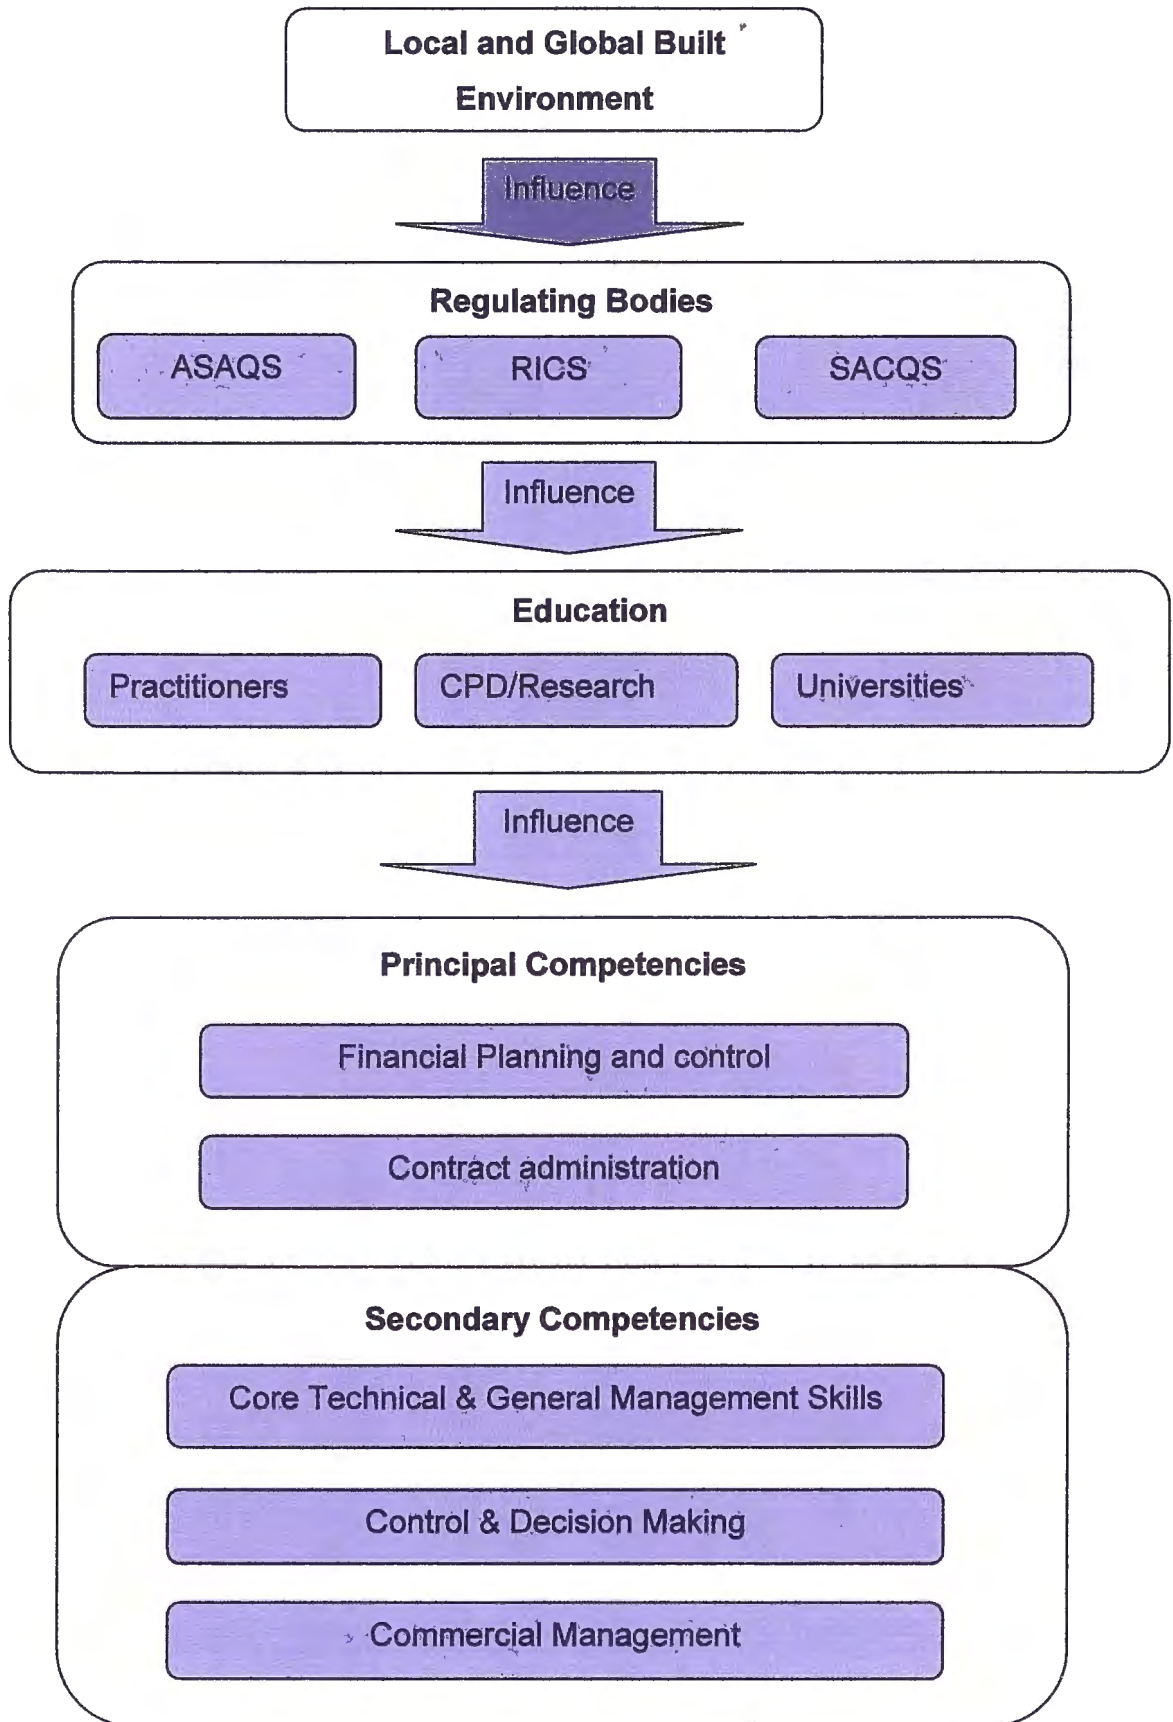 Local and Global Built
Environment
Influence
Regulating Bodies
ASAQS
RICS
SACQS
Influence
Education
Practitioners
CPD/Research
Universities
Influence
Principal Competencies
Financial Planning and control
Contract administration
Secondary Competencies
Core Technical & General Management Skills
Control & Decision Making
Commercial Management